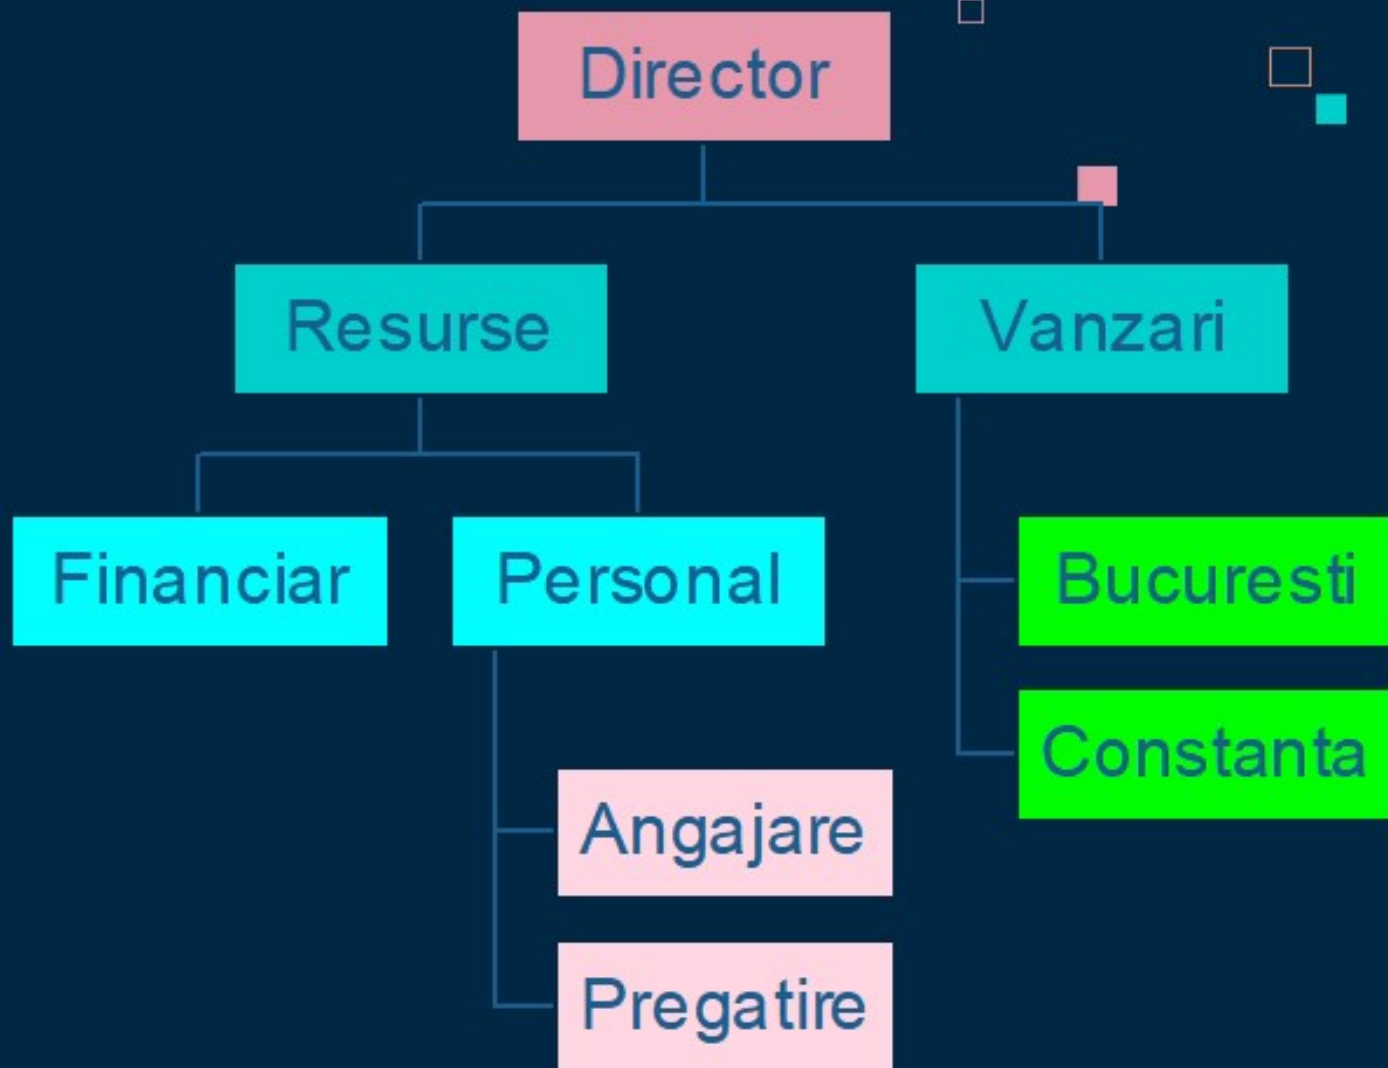 Director
Resurse
Vanzari
Financiar
Personal
Bucuresti
Constanta
Angajare
Pregatire